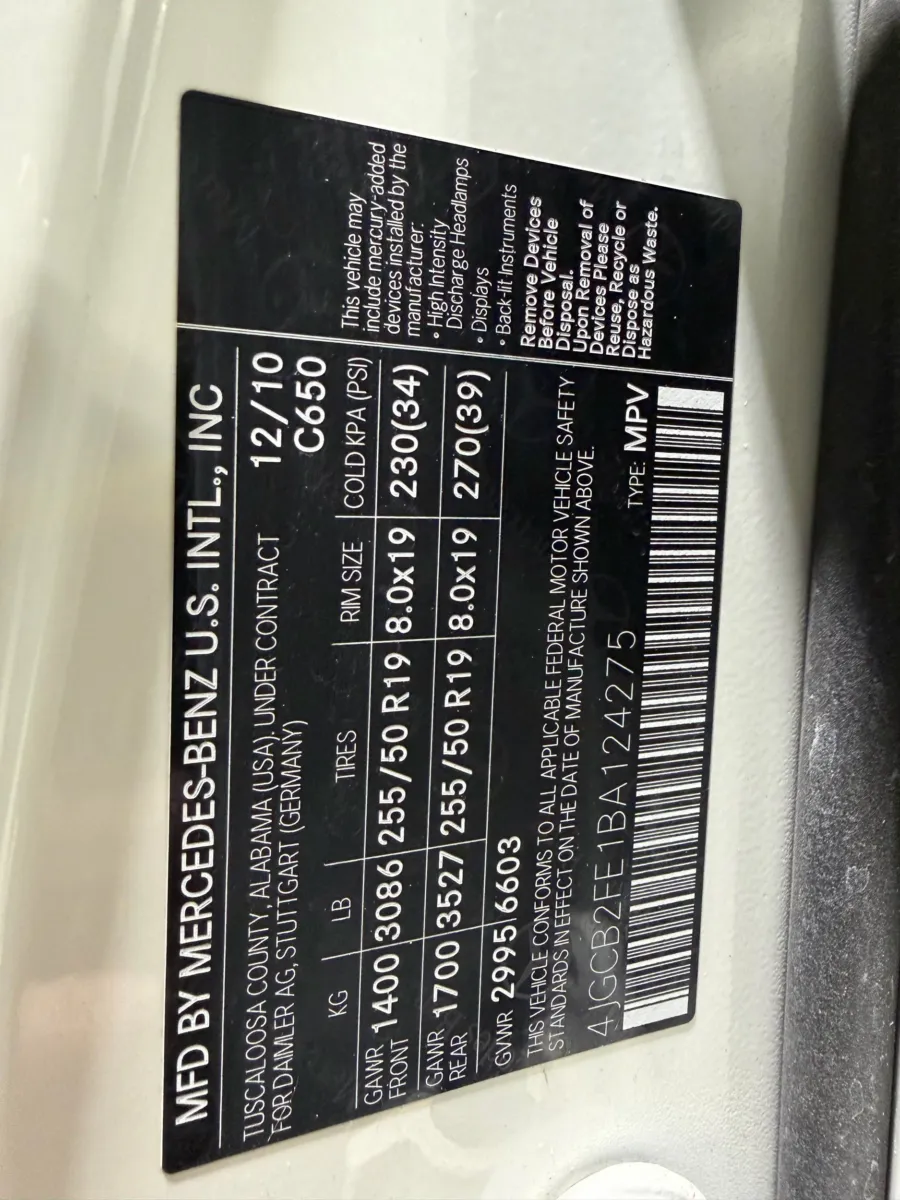 MFD BY MERCEDES-BENZ U.S. INTL., INC
TUSCALOOSA COUNTY, ALABAMA (USA), UNDER CONTRACT 12/10
FOR DAIMLER AG, STUTTGART (GERMANY) C650
KG LB TIRES RIM SIZE COLD KPA (PSI)
GAWR FRONT 1400 3086 255/50 R19 8.0x19 230(34)
GAWR REAR 1700 3527 255/50 R19 8.0x19 270(39)
GVWR 2995 6603
THIS VEHICLE CONFORMS TO ALL APPLICABLE FEDERAL MOTOR VEHICLE SAFETY
STANDARDS IN EFFECT ON THE DATE OF MANUFACTURE SHOWN ABOVE.
4JGCB2FE1BA124275 TYPE: MPV
This vehicle may
include mercury-added
devices installed by the
manufacturer:
• High Intensity
Discharge Headlamps
• Displays
• Back-lit Instruments
Remove Devices
Before Vehicle
Disposal.
Upon Removal of
Devices Please
Reuse, Recycle or
Dispose as
Hazardous Waste.